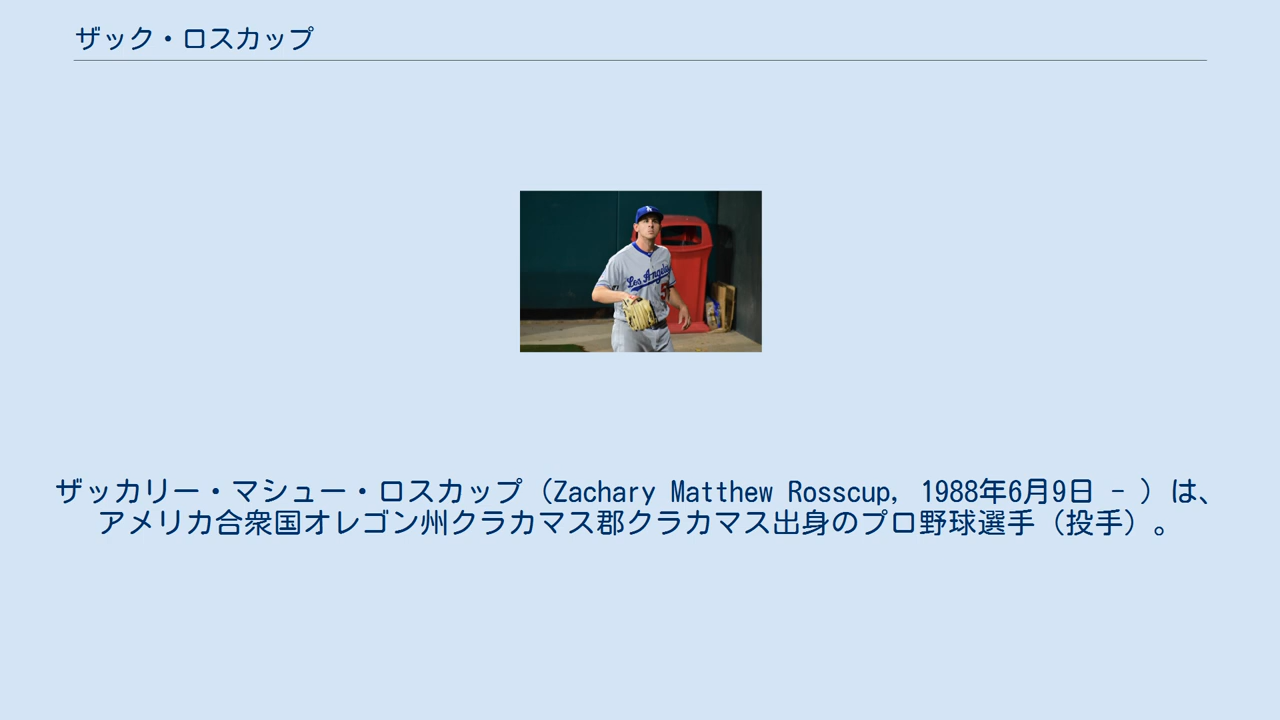 ザック・ロスカップ
Los Angeles
ザッカリー・マシュー・ロスカップ（Zachary Matthew Rosscup, 1988年6月9日 - ）は、
アメリカ合衆国オレゴン州クラカマス郡クラカマス出身のプロ野球選手（投手）。